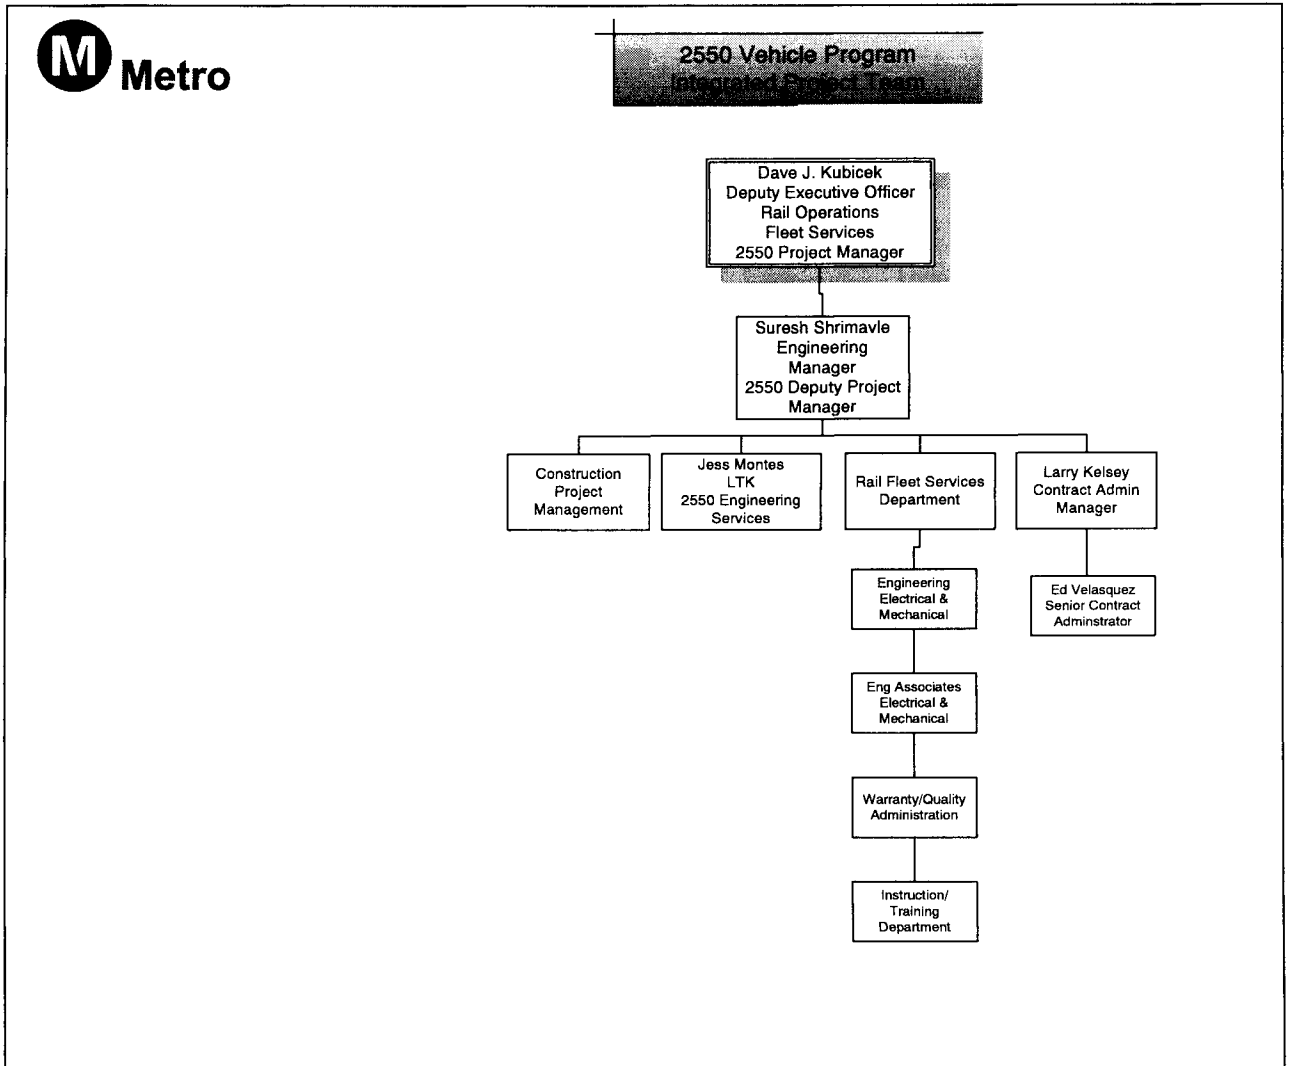 M Metro
2550 Vehicle Program
Integrated Project Team
Dave J. Kubicek
Deputy Executive Officer
Rail Operations
Fleet Services
2550 Project Manager
Suresh Shrimavle
Engineering
Manager
2550 Deputy Project
Manager
Construction
Project
Management
Jess Montes
LTK
2550 Engineering
Services
Rail Fleet Services
Department
Larry Kelsey
Contract Admin
Manager
Engineering
Electrical &
Mechanical
Ed Velasquez
Senior Contract
Adminstrator
Eng Associates
Electrical &
Mechanical
Warranty/Quality
Administration
Instruction/
Training
Department